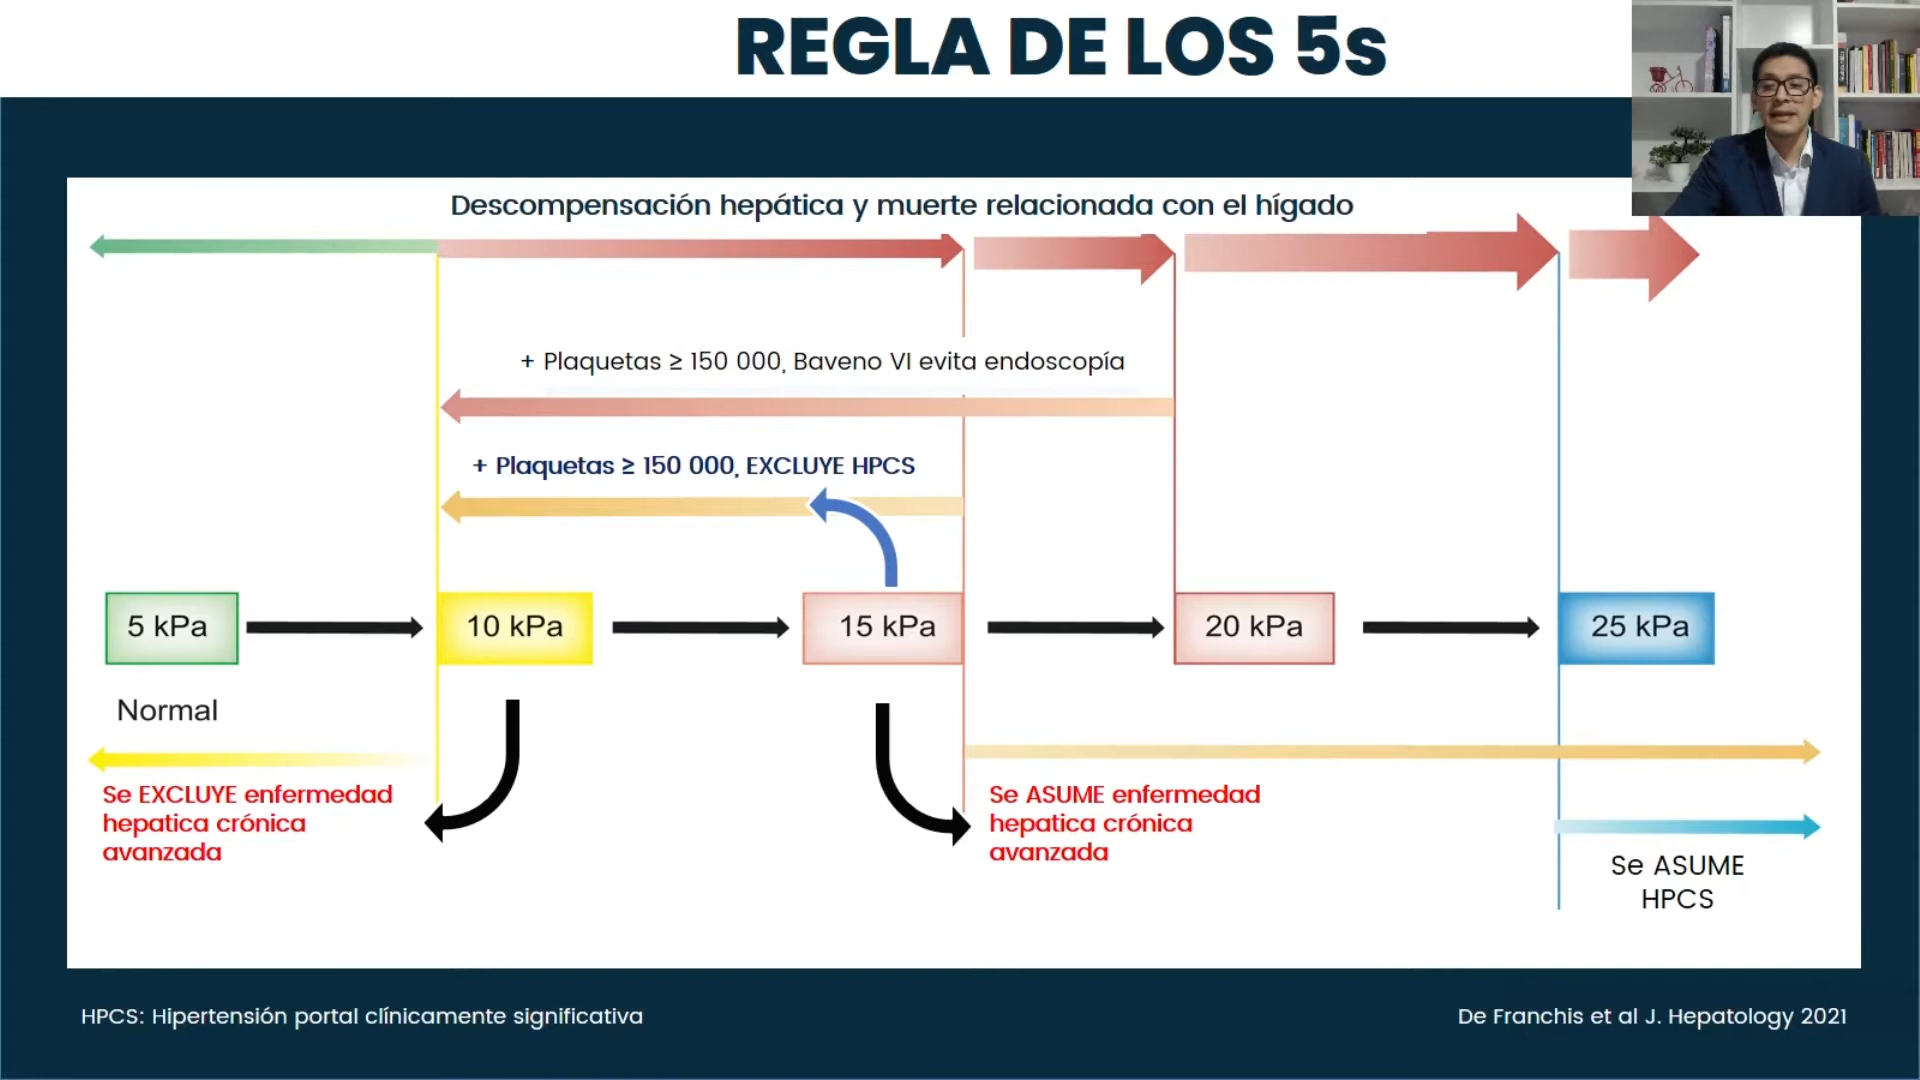 REGLA DE LOS 5s
Descompensación hepática y muerte relacionada con el hígado
+ Plaquetas ≥ 150 000, Baveno VI evita endoscopía
+ Plaquetas ≥ 150 000, EXCLUYE HPCS
5 kPa
10 kPa
15 kPa
20 kPa
25 kPa
Normal
Se EXCLUYE enfermedad
hepatica crónica
avanzada
Se ASUME enfermedad
hepatica crónica
avanzada
Se ASUME
HPCS
HPCS: Hipertensión portal clínicamente significativa
De Franchis et al J. Hepatology 2021